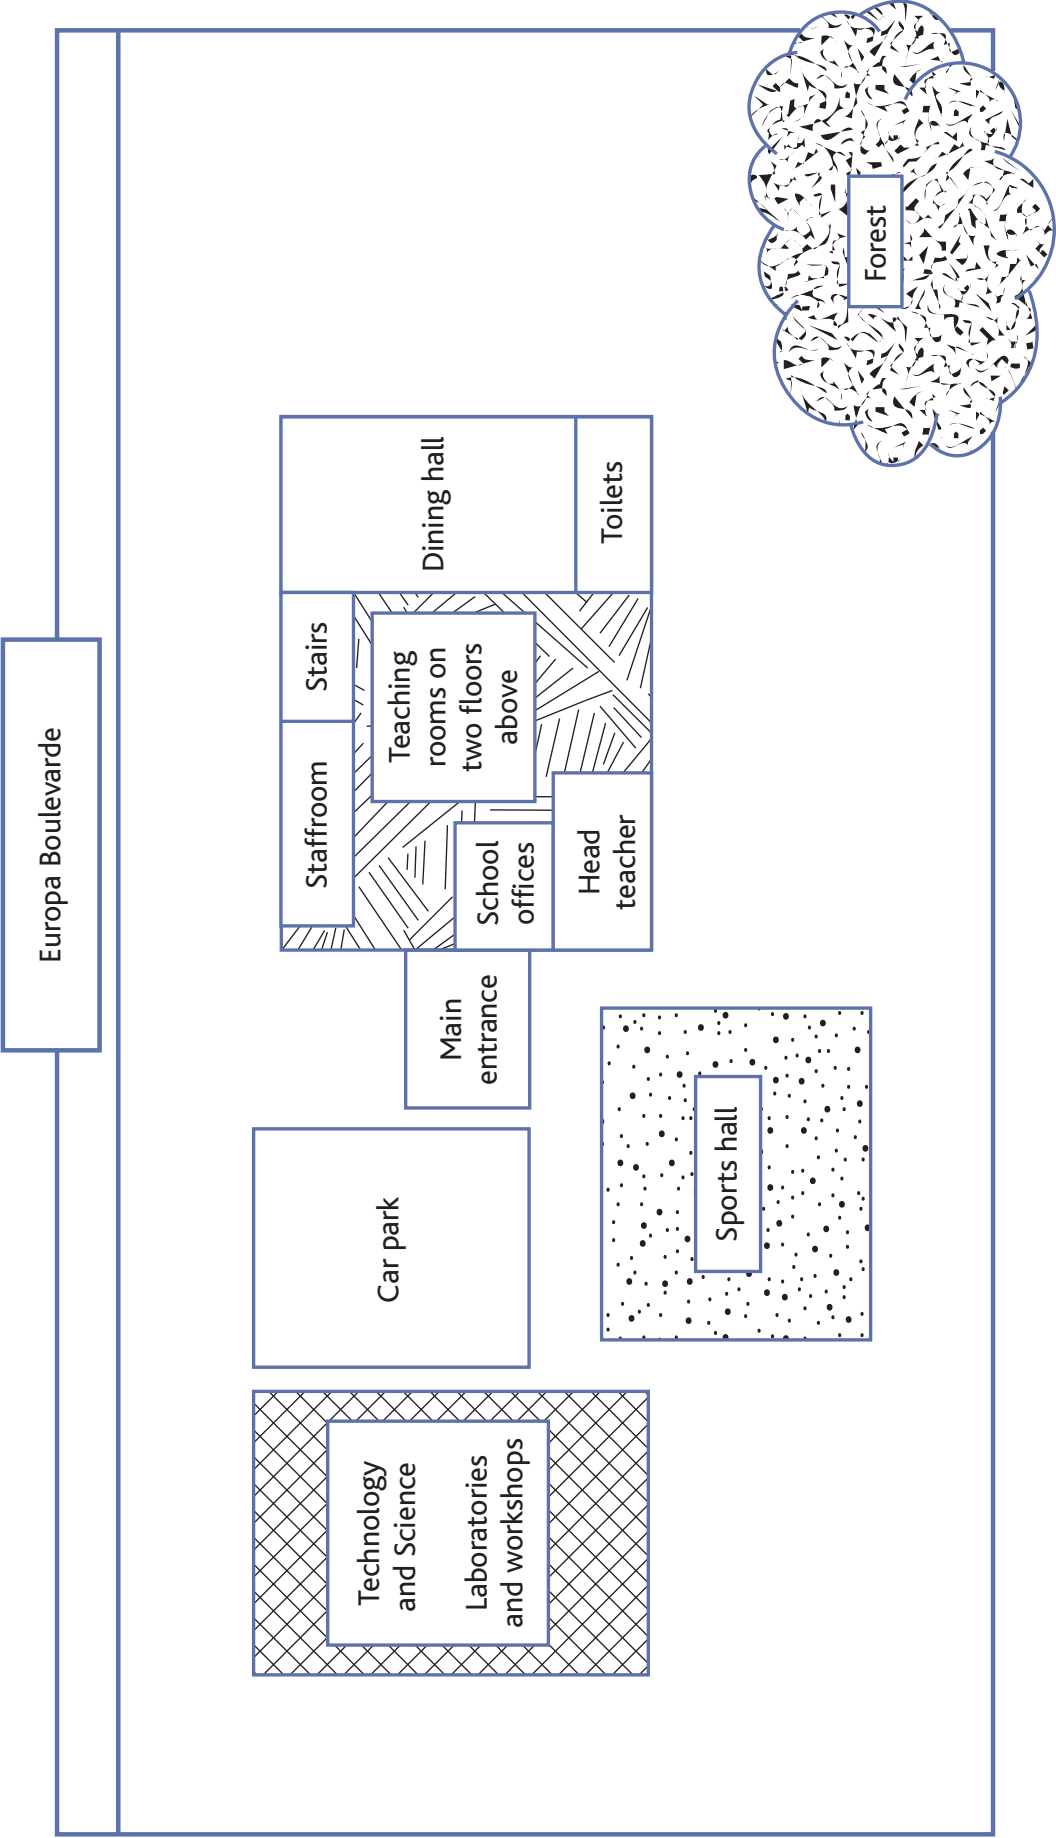 Europa Boulevarde
Technology
and Science
Laboratories
and workshops
Car park
Main
entrance
Staffroom
Stairs
Dining hall
Teaching
rooms on
two floors
above
School
offices
Head
teacher
Toilets
Sports hall
Forest